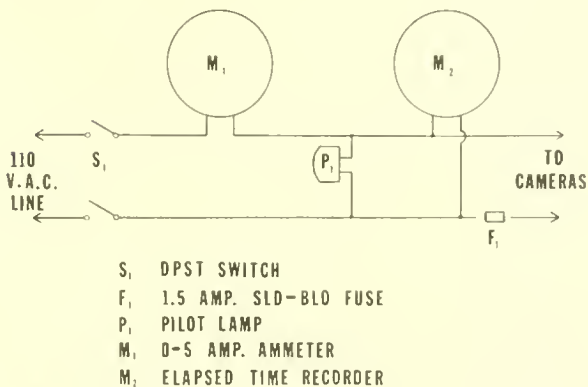 M₁
M₂
110
V.A.C.
LINE
S₁
P₁
TO
CAMERAS
F₁
S₁ DPST SWITCH
F₁ 1.5 AMP. SLO-BLO FUSE
P₁ PILOT LAMP
M₁ 0-5 AMP. AMMETER
M₂ ELAPSED TIME RECORDER